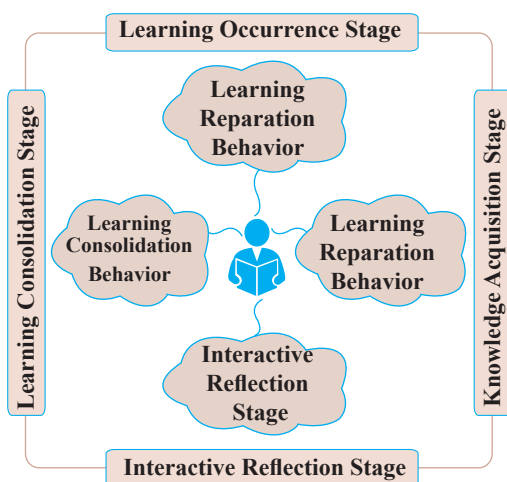 Learning Occurrence Stage
Learning
Reparation
Behavior
Learning Consolidation Stage
Learning
Consolidation
Behavior
Learning
Reparation
Behavior
Knowledge Acquisition Stage
Interactive
Reflection
Stage
Interactive Reflection Stage